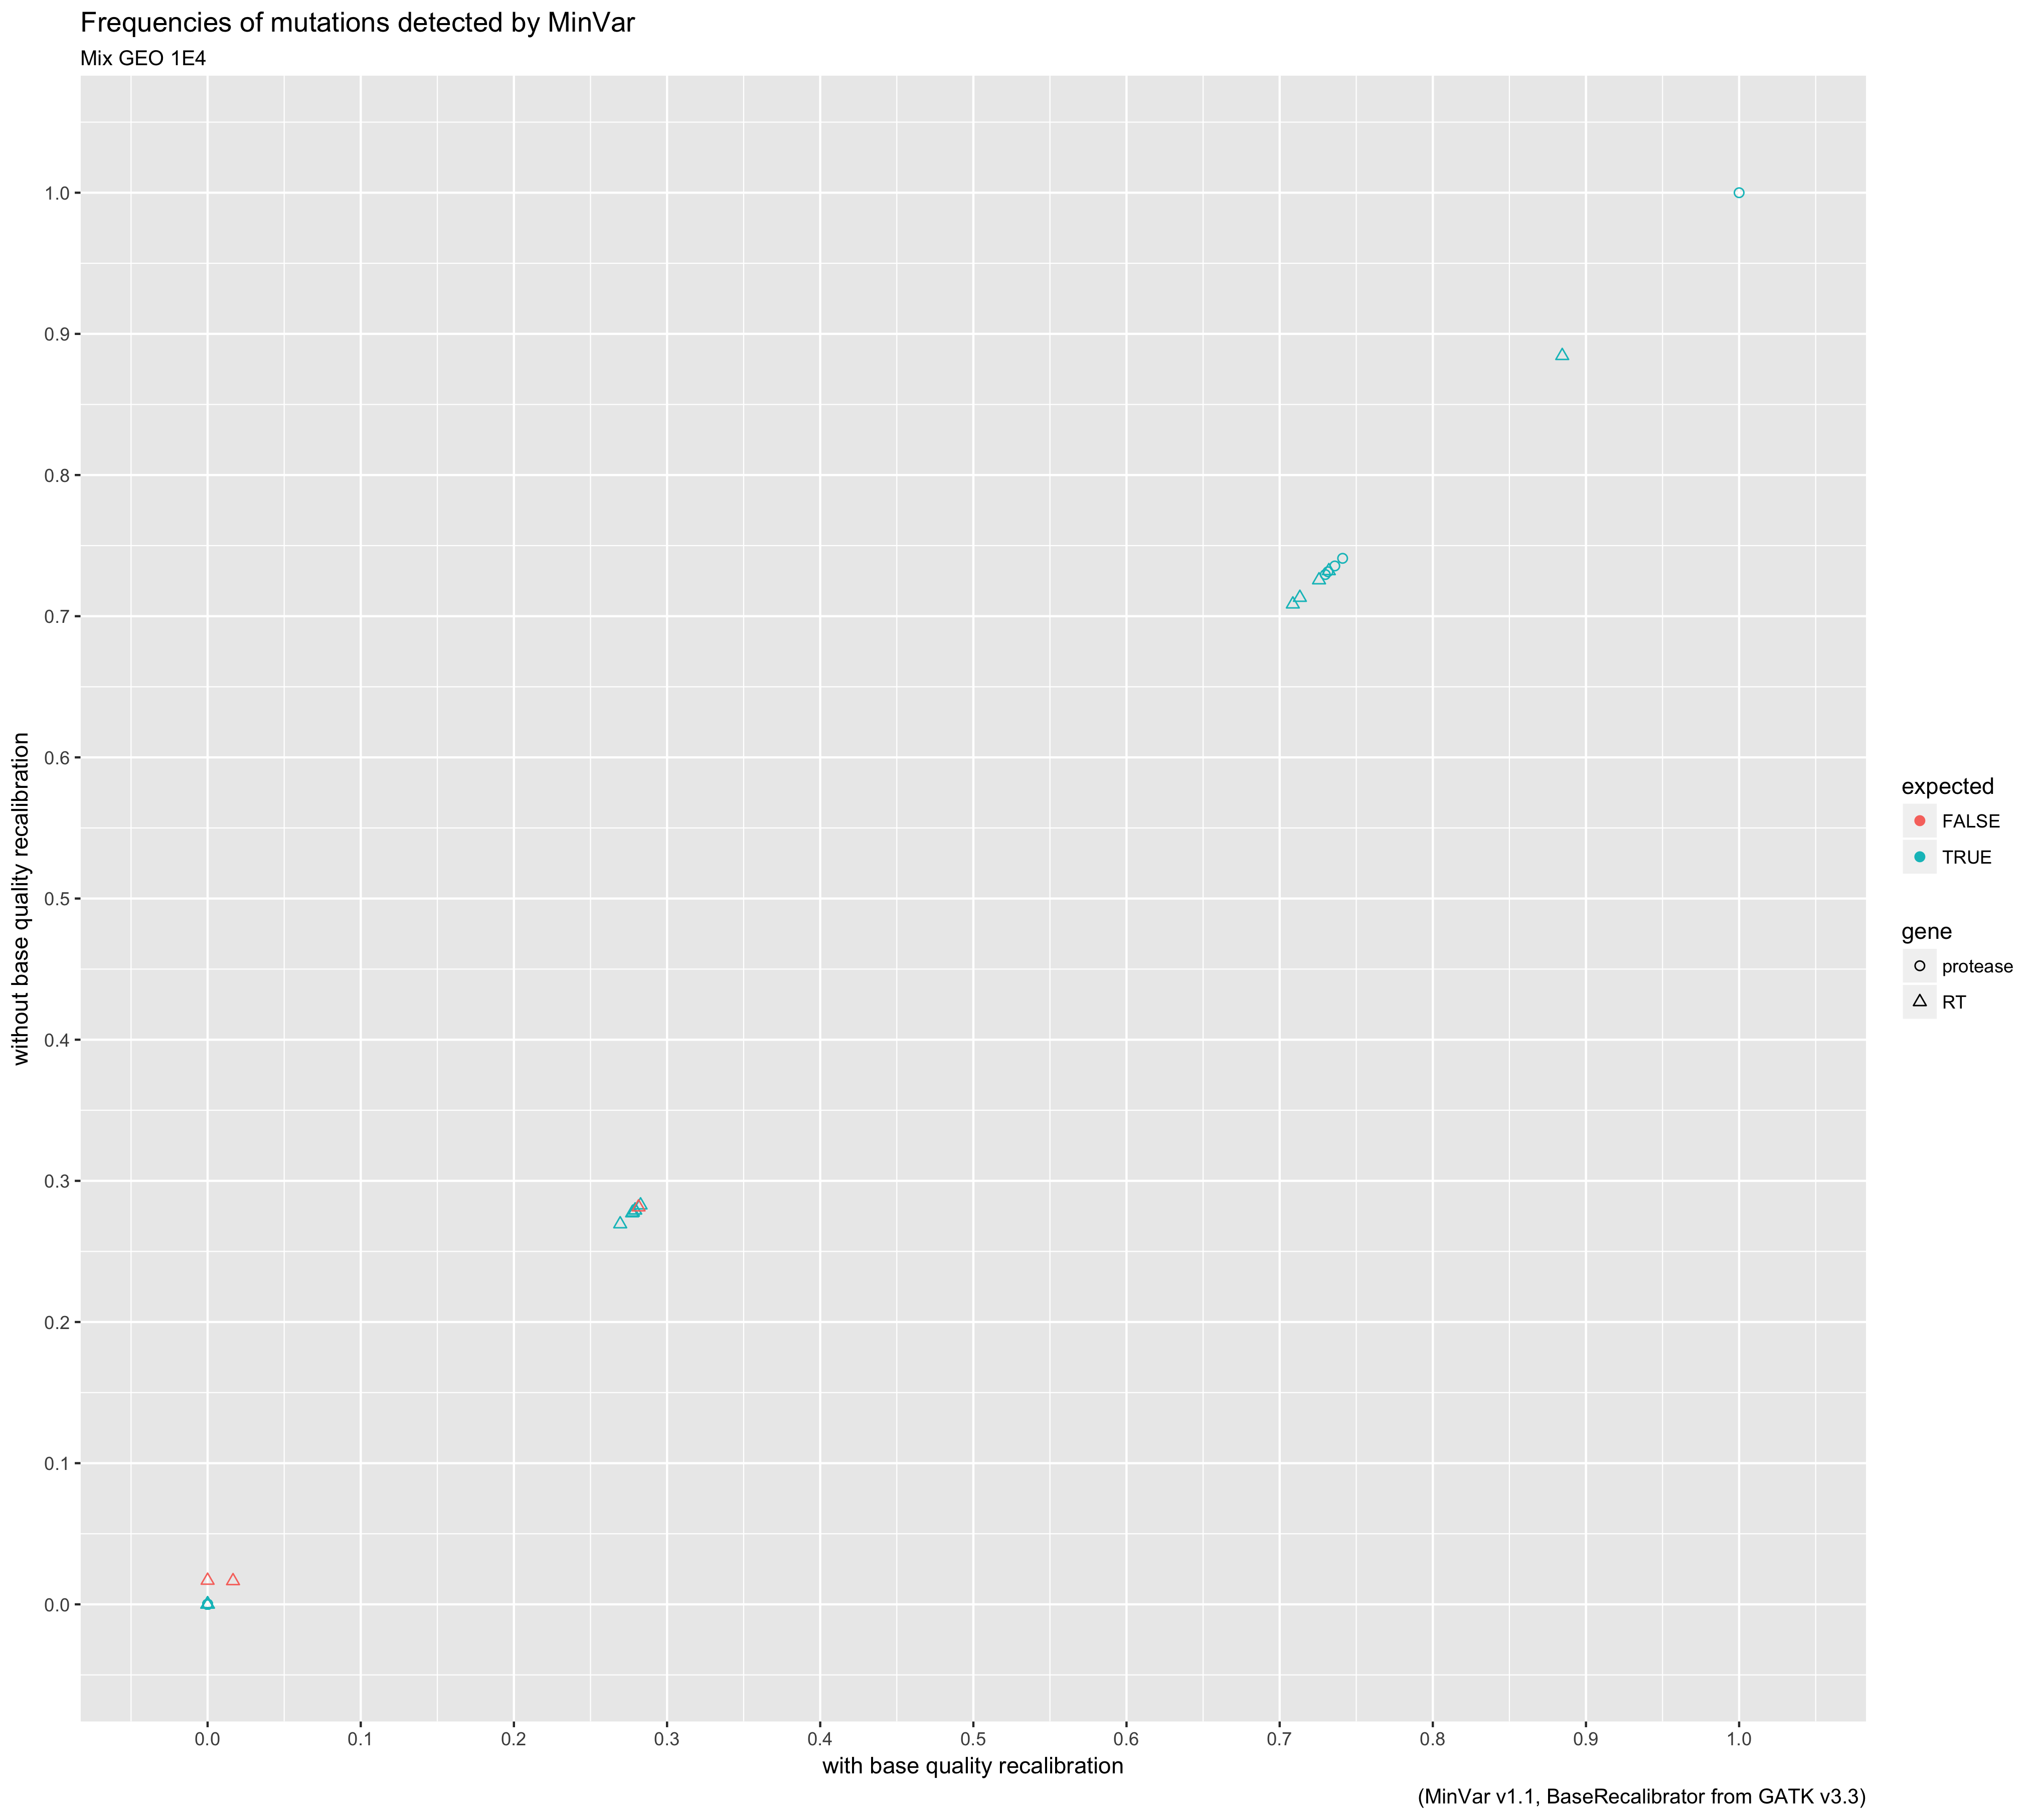 Frequencies of mutations detected by MinVar
Mix GEO 1E4
without base quality recalibration
1.0
0.9
0.8
0.7
0.6
0.5
0.4
0.3
0.2
0.1
0.0
0.0 0.1 0.2 0.3 0.4 0.5 0.6 0.7 0.8 0.9 1.0
with base quality recalibration
expected
FALSE
TRUE
gene
protease
RT
(MinVar v1.1, BaseRecalibrator from GATK v3.3)